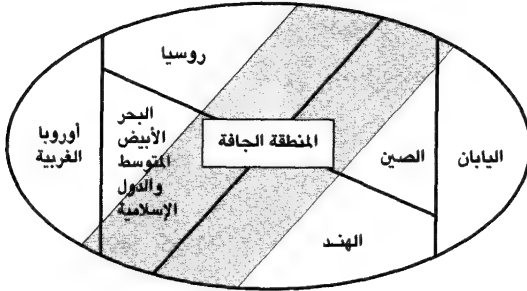 روسيا
اليابان
الصين
المنطقة الجافة
البحر
الأبيض
المتوسط
والدول
الإسلامية
أوروبا
الغربية
الهند